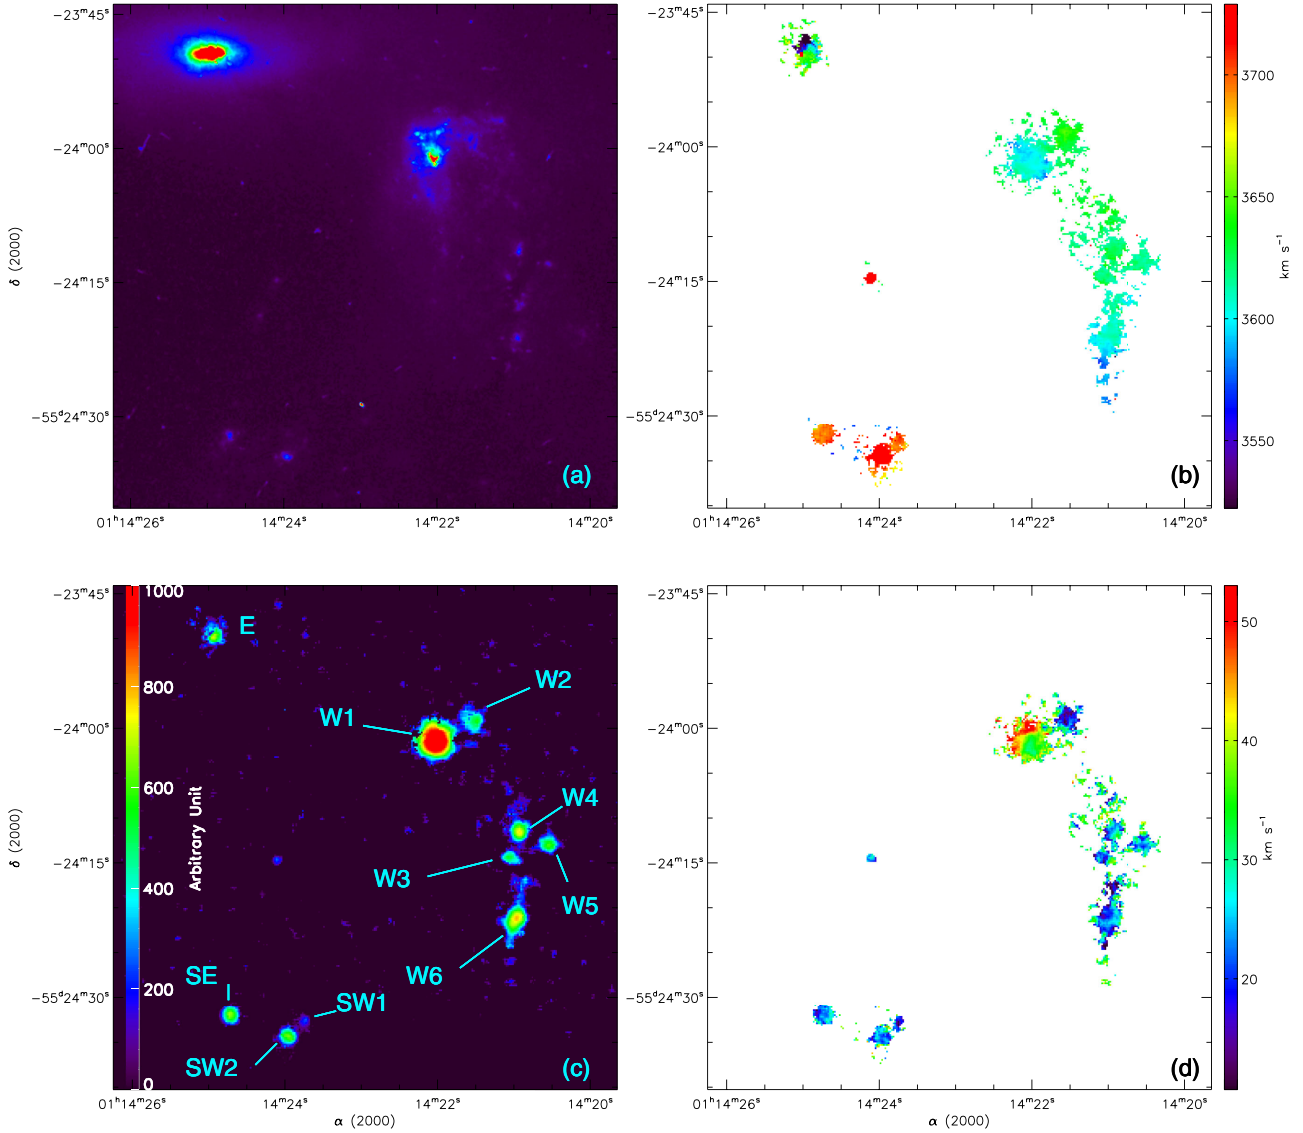 −23ᵐ45ˢ
−24ᵐ00ˢ
−24ᵐ15ˢ
−55ᵈ24ᵐ30ˢ
δ (2000)
(a)
01ʰ14ᵐ26ˢ
14ᵐ24ˢ
14ᵐ22ˢ
14ᵐ20ˢ
−23ᵐ45ˢ
−24ᵐ00ˢ
−24ᵐ15ˢ
−55ᵈ24ᵐ30ˢ
(b)
01ʰ14ᵐ26ˢ
14ᵐ24ˢ
14ᵐ22ˢ
14ᵐ20ˢ
3700
3650
3600
3550
km s⁻¹
−23ᵐ45ˢ
−24ᵐ00ˢ
−24ᵐ15ˢ
−55ᵈ24ᵐ30ˢ
δ (2000)
1000
800
600
400
200
0
Arbitrary Unit
E
W2
W1
W4
W3
W5
W6
SE
SW1
SW2
(c)
01ʰ14ᵐ26ˢ
14ᵐ24ˢ
14ᵐ22ˢ
14ᵐ20ˢ
α (2000)
−23ᵐ45ˢ
−24ᵐ00ˢ
−24ᵐ15ˢ
−55ᵈ24ᵐ30ˢ
(d)
01ʰ14ᵐ26ˢ
14ᵐ24ˢ
14ᵐ22ˢ
14ᵐ20ˢ
α (2000)
50
40
30
20
km s⁻¹